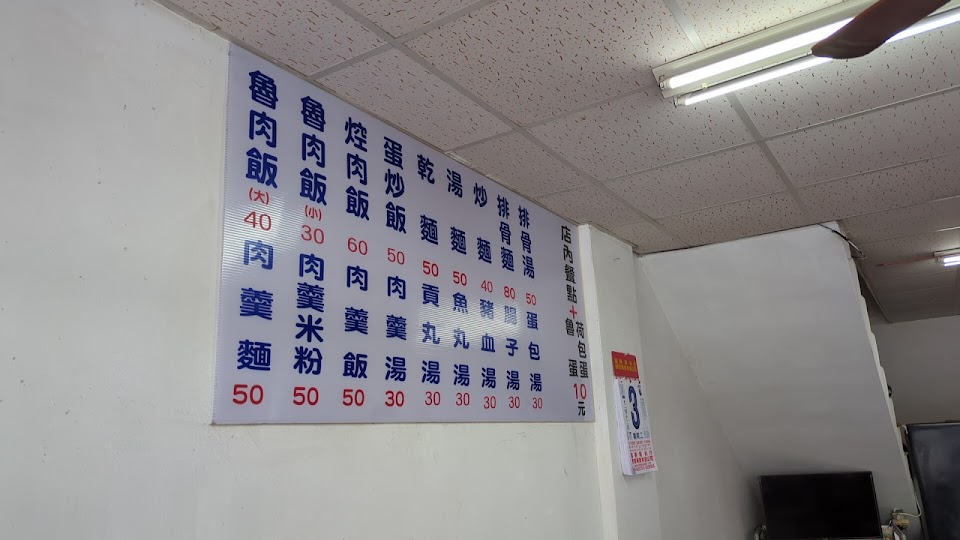 魯肉飯(大) 40
魯肉飯(小) 30
焢肉飯 60
蛋炒飯 50
乾麵 50
湯麵 50
炒麵 40
排骨麵 80
排骨湯 50
肉羹麵 50
肉羹米粉 50
肉羹飯 50
肉羹湯 30
貢丸湯 30
魚丸湯 30
豬血湯 30
腸子湯 30
蛋包湯 30
店內餐點+荷包蛋 魯蛋 10元
3